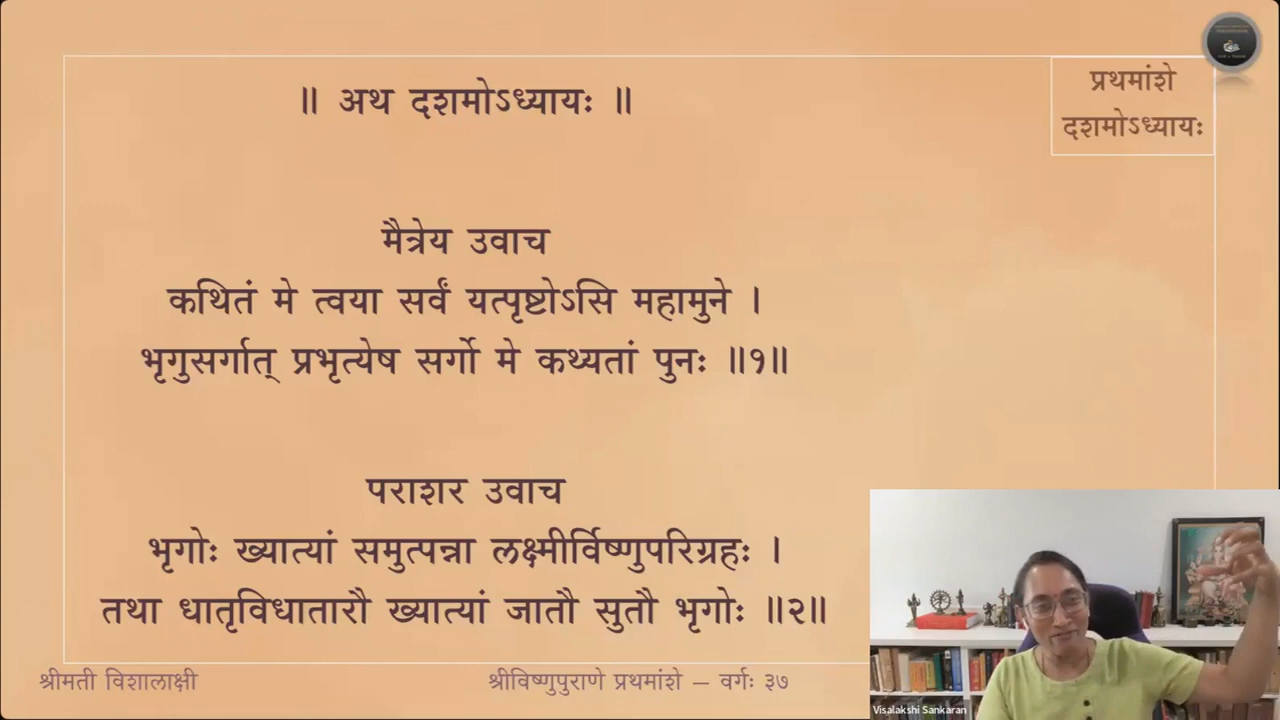 ॥ अथ दशमोऽध्यायः ॥
प्रथमांशे
दशमोऽध्यायः
मैत्रेय उवाच
कथितं मे त्वया सर्वं यत्पृष्टोऽसि महामुने ।
भृगुसर्गात् प्रभृत्येष सर्गो मे कथ्यतां पुनः ॥१॥
पराशर उवाच
भृगोः ख्यात्यां समुत्पन्ना लक्ष्मीर्विष्णुपरिग्रहः ।
तथा धातृविधातारौ ख्यात्यां जातौ सुतौ भृगोः ॥२॥
श्रीमती विशालाक्षी
श्रीविष्णुपुराणे प्रथमांशे – वर्गः ३७
Visalakshi Sankaran